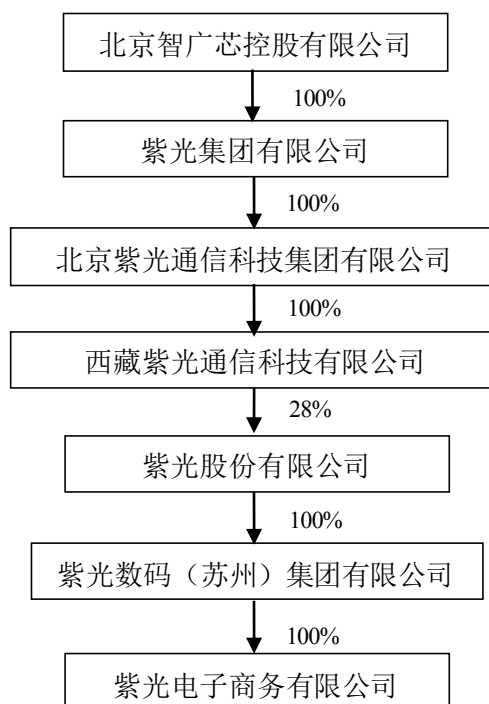 北京智广芯控股有限公司
100%
紫光集团有限公司
100%
北京紫光通信科技集团有限公司
100%
西藏紫光通信科技有限公司
28%
紫光股份有限公司
100%
紫光数码（苏州）集团有限公司
100%
紫光电子商务有限公司